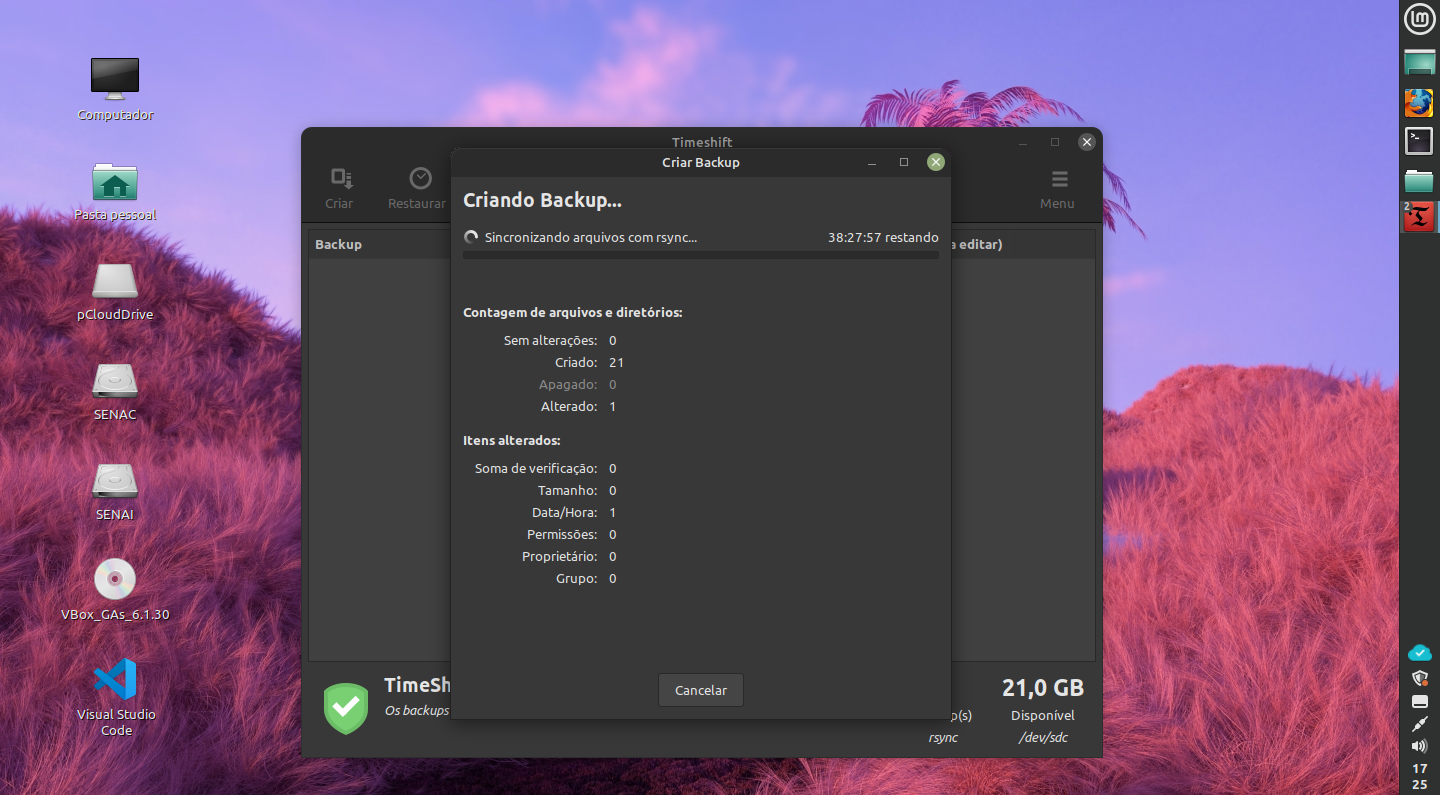 Computador
Pasta pessoal
pCloudDrive
SENAC
SENAI
VBox_GAs_6.1.30
Visual Studio
Code
Timeshift
Criar
Restaurar
Menu
Backup
a editar)
Criar Backup
Criando Backup...
Sincronizando arquivos com rsync...
38:27:57 restando
Contagem de arquivos e diretórios:
Sem alterações: 0
Criado: 21
Apagado: 0
Alterado: 1
Itens alterados:
Soma de verificação: 0
Tamanho: 0
Data/Hora: 1
Permissões: 0
Proprietário: 0
Grupo: 0
Cancelar
TimeSh
Os backups
p(s)
rsync
21,0 GB
Disponível
/dev/sdc
2
17
25